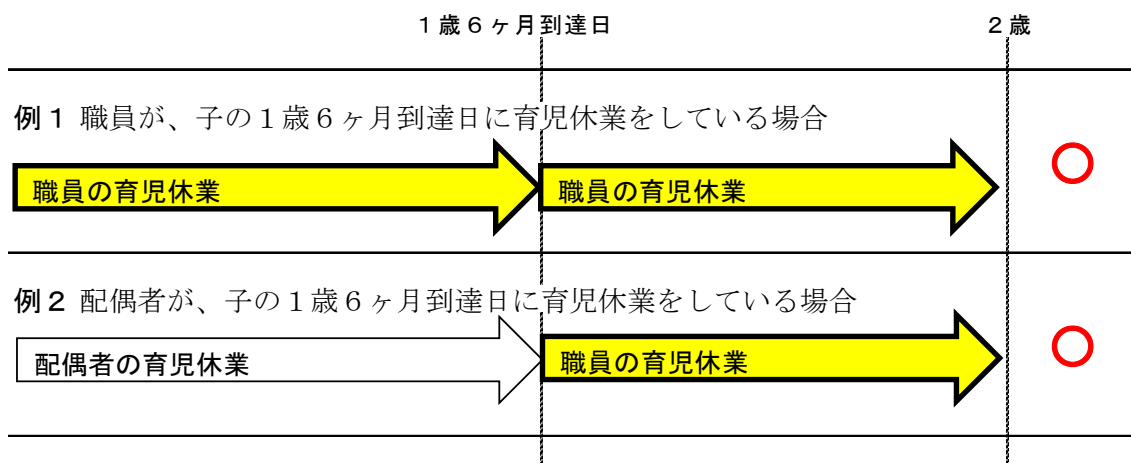 １歳６ヶ月到達日 ２歳
例１ 職員が、子の１歳６ヶ月到達日に育児休業をしている場合
職員の育児休業 職員の育児休業 ○
例２ 配偶者が、子の１歳６ヶ月到達日に育児休業をしている場合
配偶者の育児休業 職員の育児休業 ○